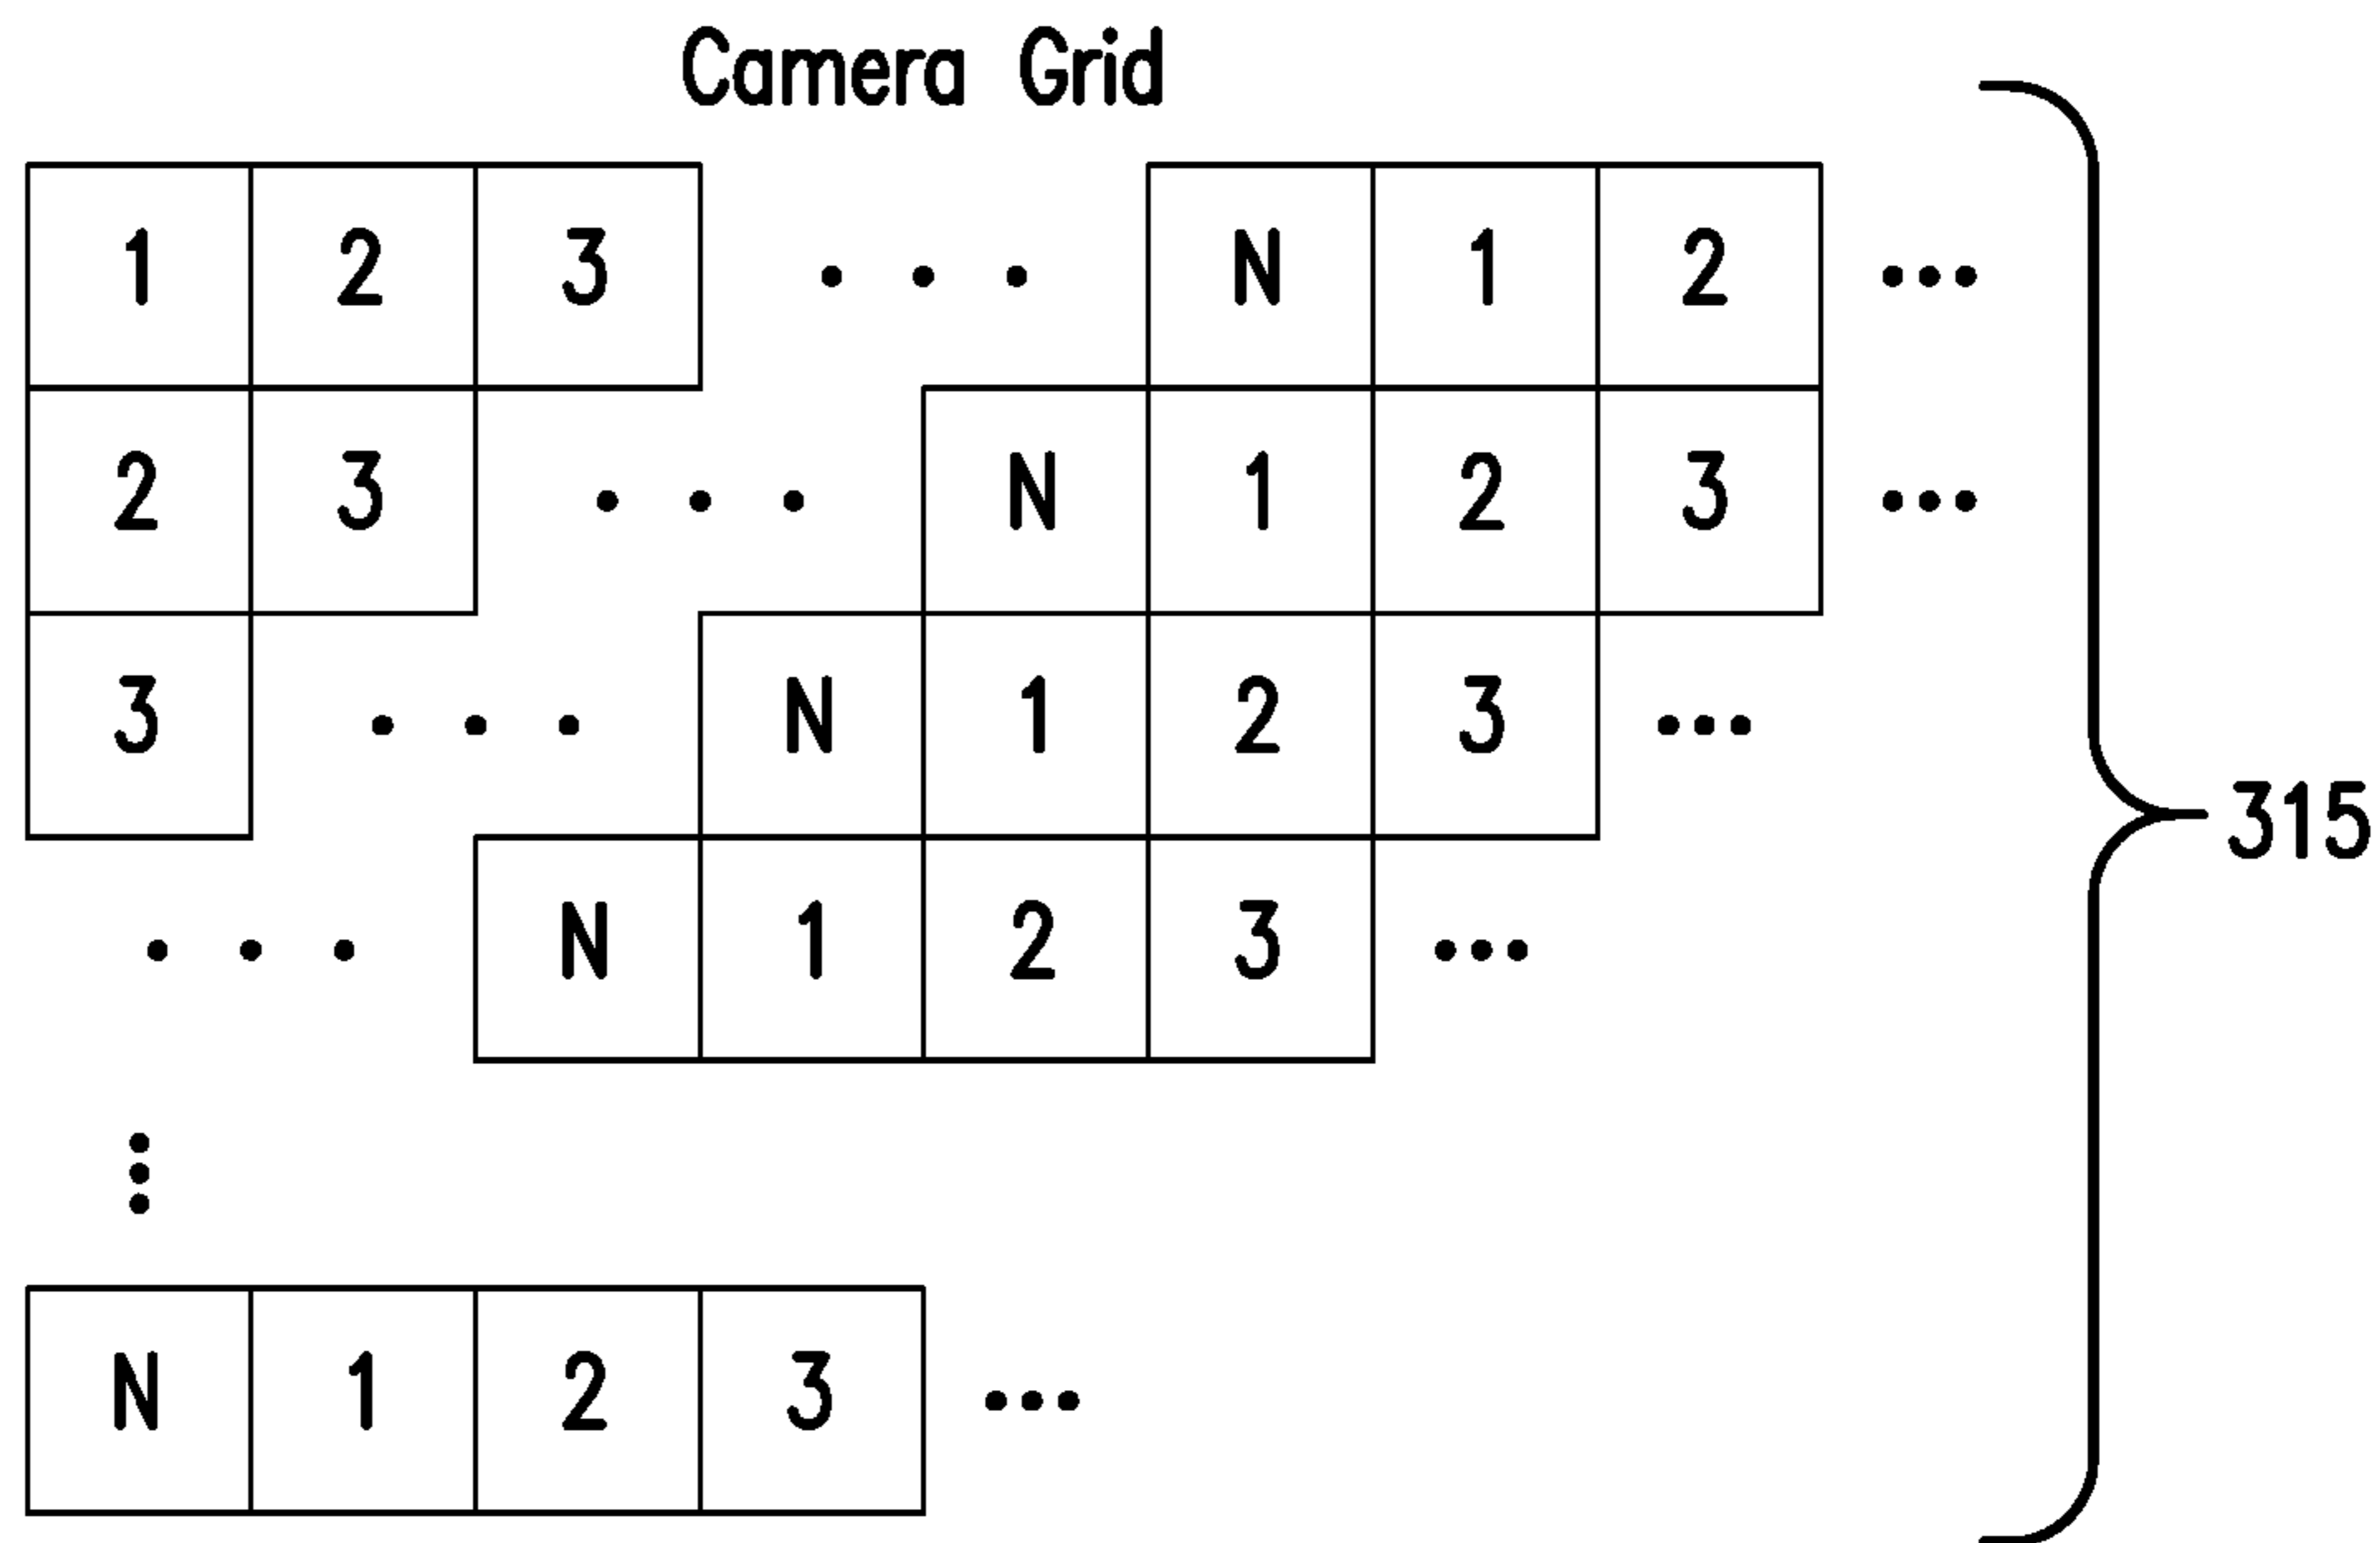 Camera Grid
1 2 3 . . . N 1 2 ...
2 3 . . . N 1 2 3 ...
3 . . . N 1 2 3 ...
. . . N 1 2 3 ...
315
⋮
N 1 2 3 ...